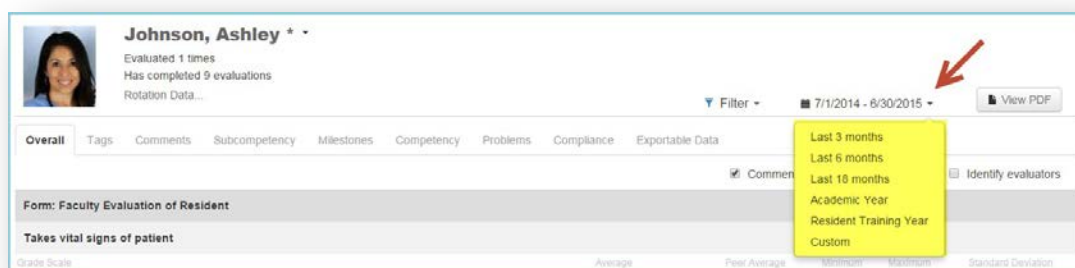 Johnson, Ashley *
Evaluated 1 times
Has completed 9 evaluations
Rotation Data...
Filter 7/1/2014 - 6/30/2015 View PDF
Overall Tags Comments Subcompetency Milestones Competency Problems Compliance Exportable Data
Last 3 months
Last 6 months
Last 18 months
Academic Year
Resident Training Year
Custom
Identify evaluators
Form: Faculty Evaluation of Resident
Takes vital signs of patient
Grade Scale Average Peer Average Minimum Maximum Standard Deviation